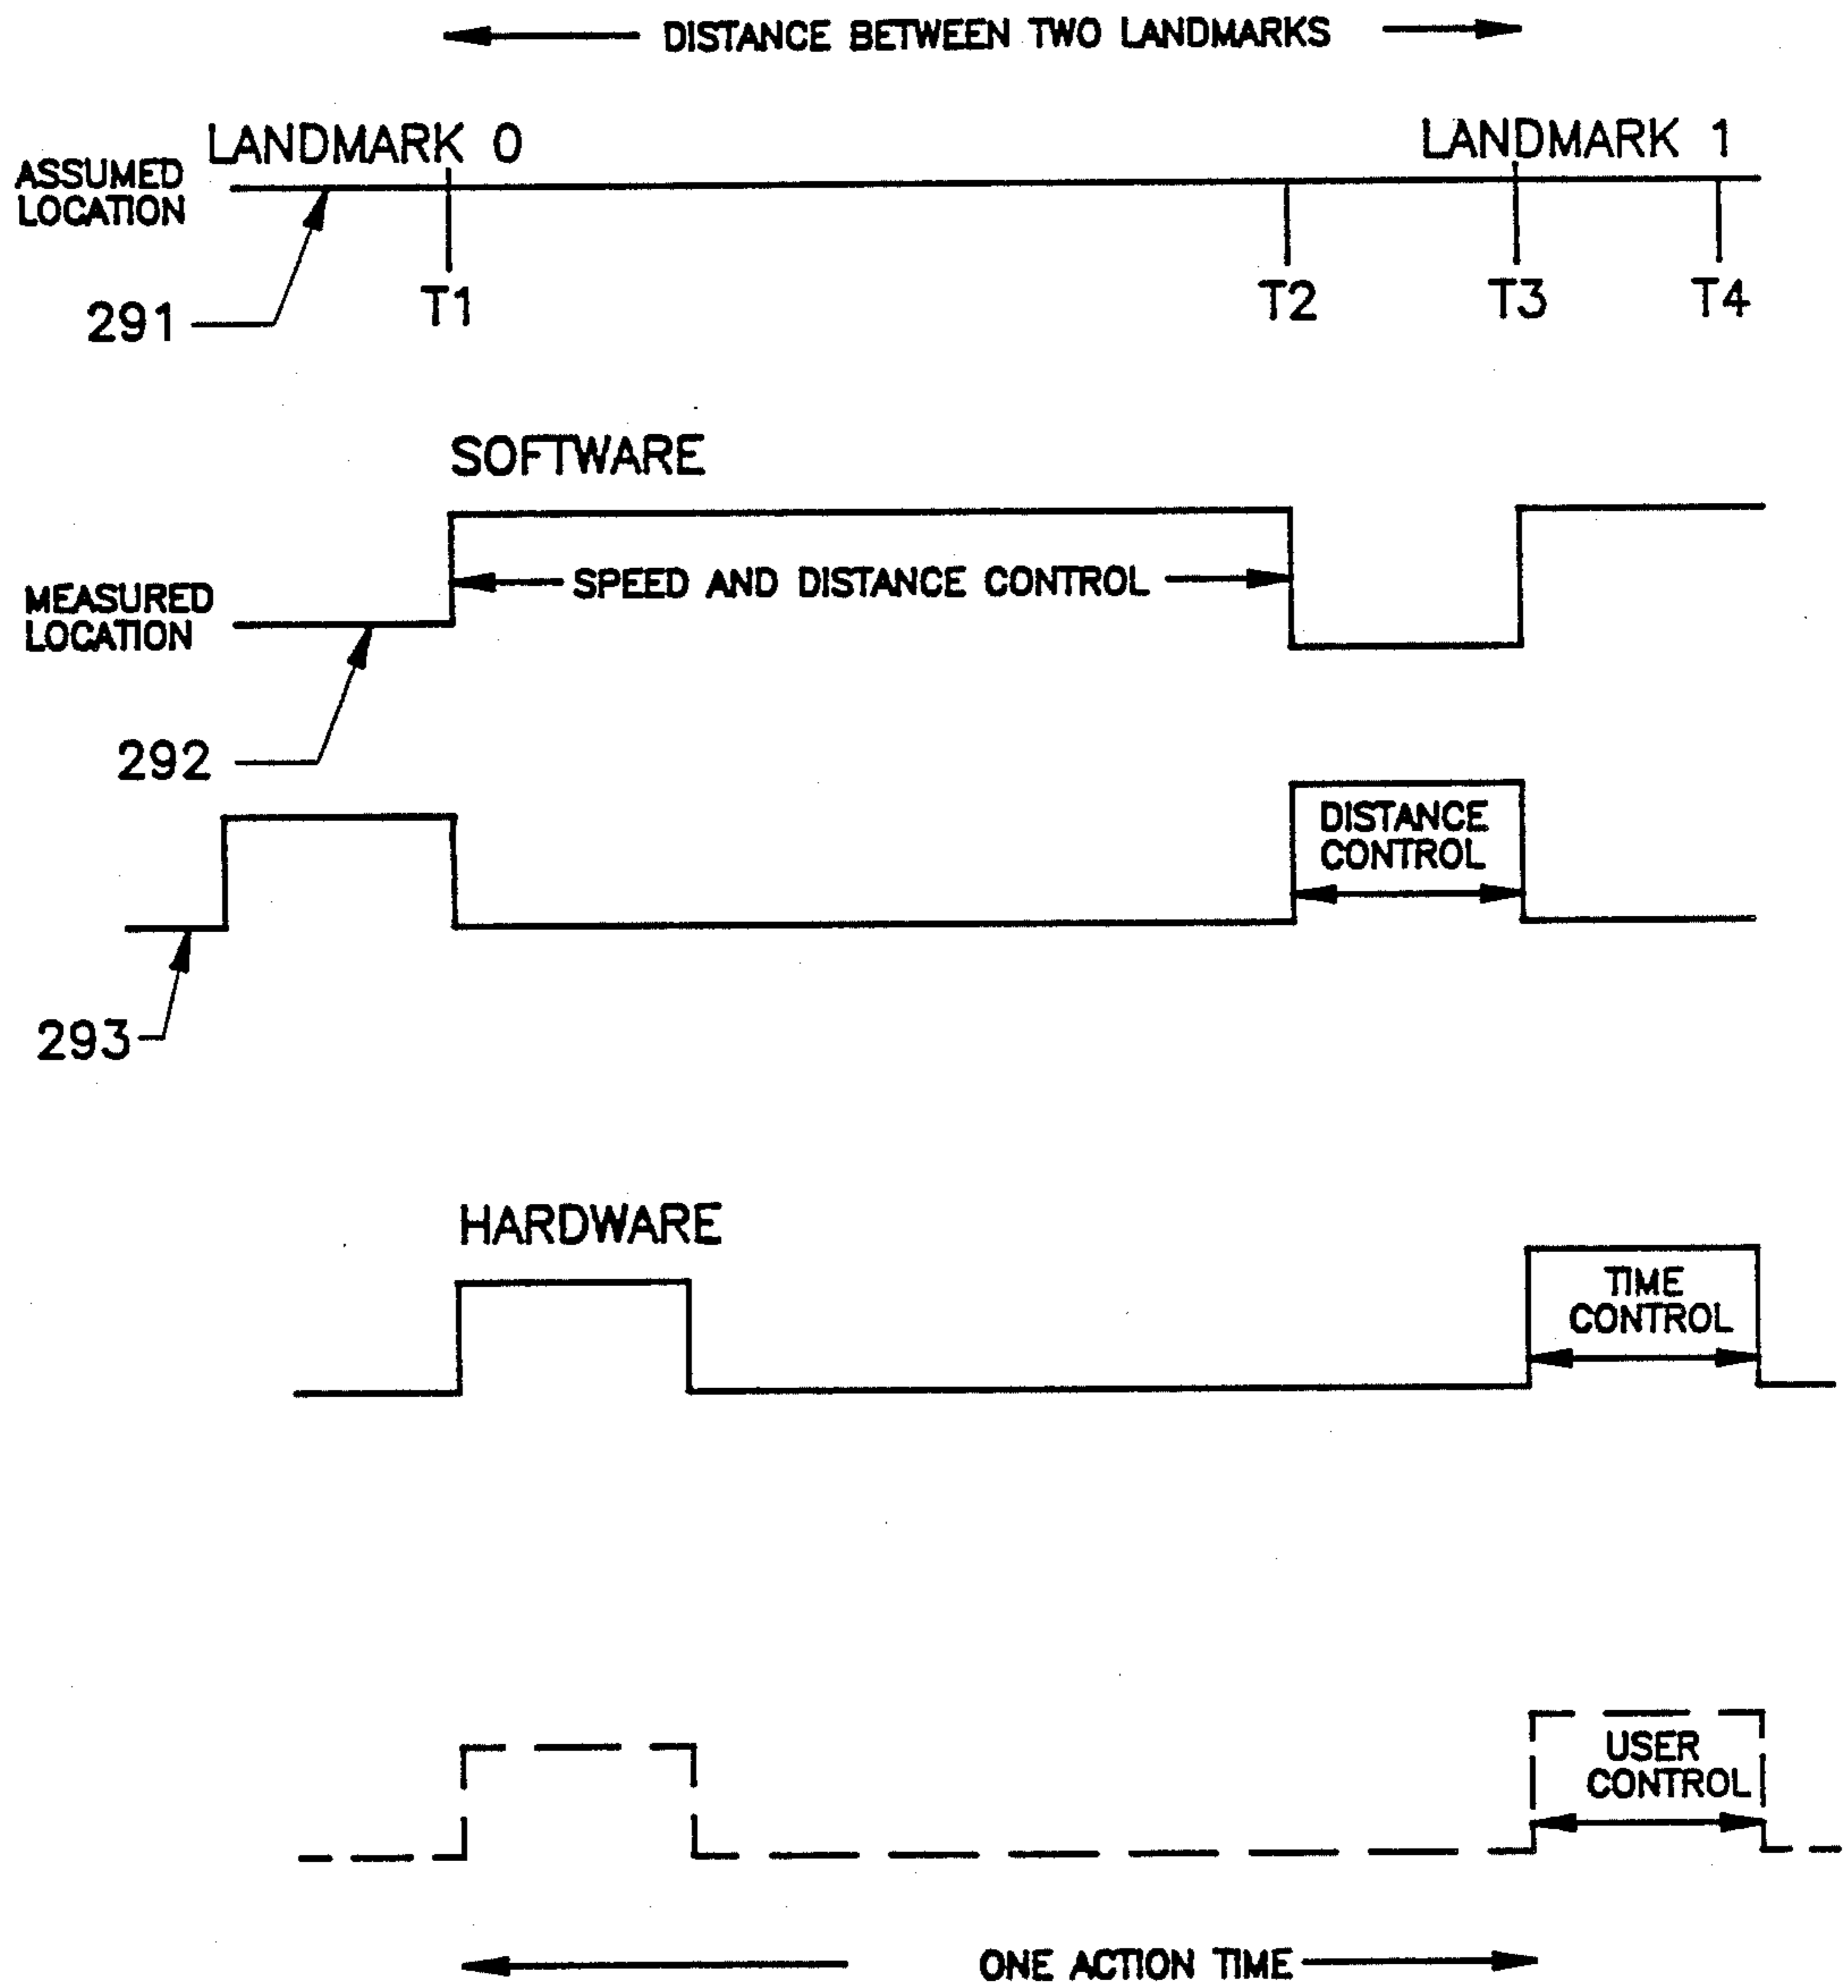 DISTANCE BETWEEN TWO LANDMARKS
LANDMARK 0
LANDMARK 1
ASSUMED
LOCATION
291
T1
T2
T3
T4
SOFTWARE
SPEED AND DISTANCE CONTROL
MEASURED
LOCATION
292
DISTANCE
CONTROL
293
HARDWARE
TIME
CONTROL
USER
CONTROL
ONE ACTION TIME